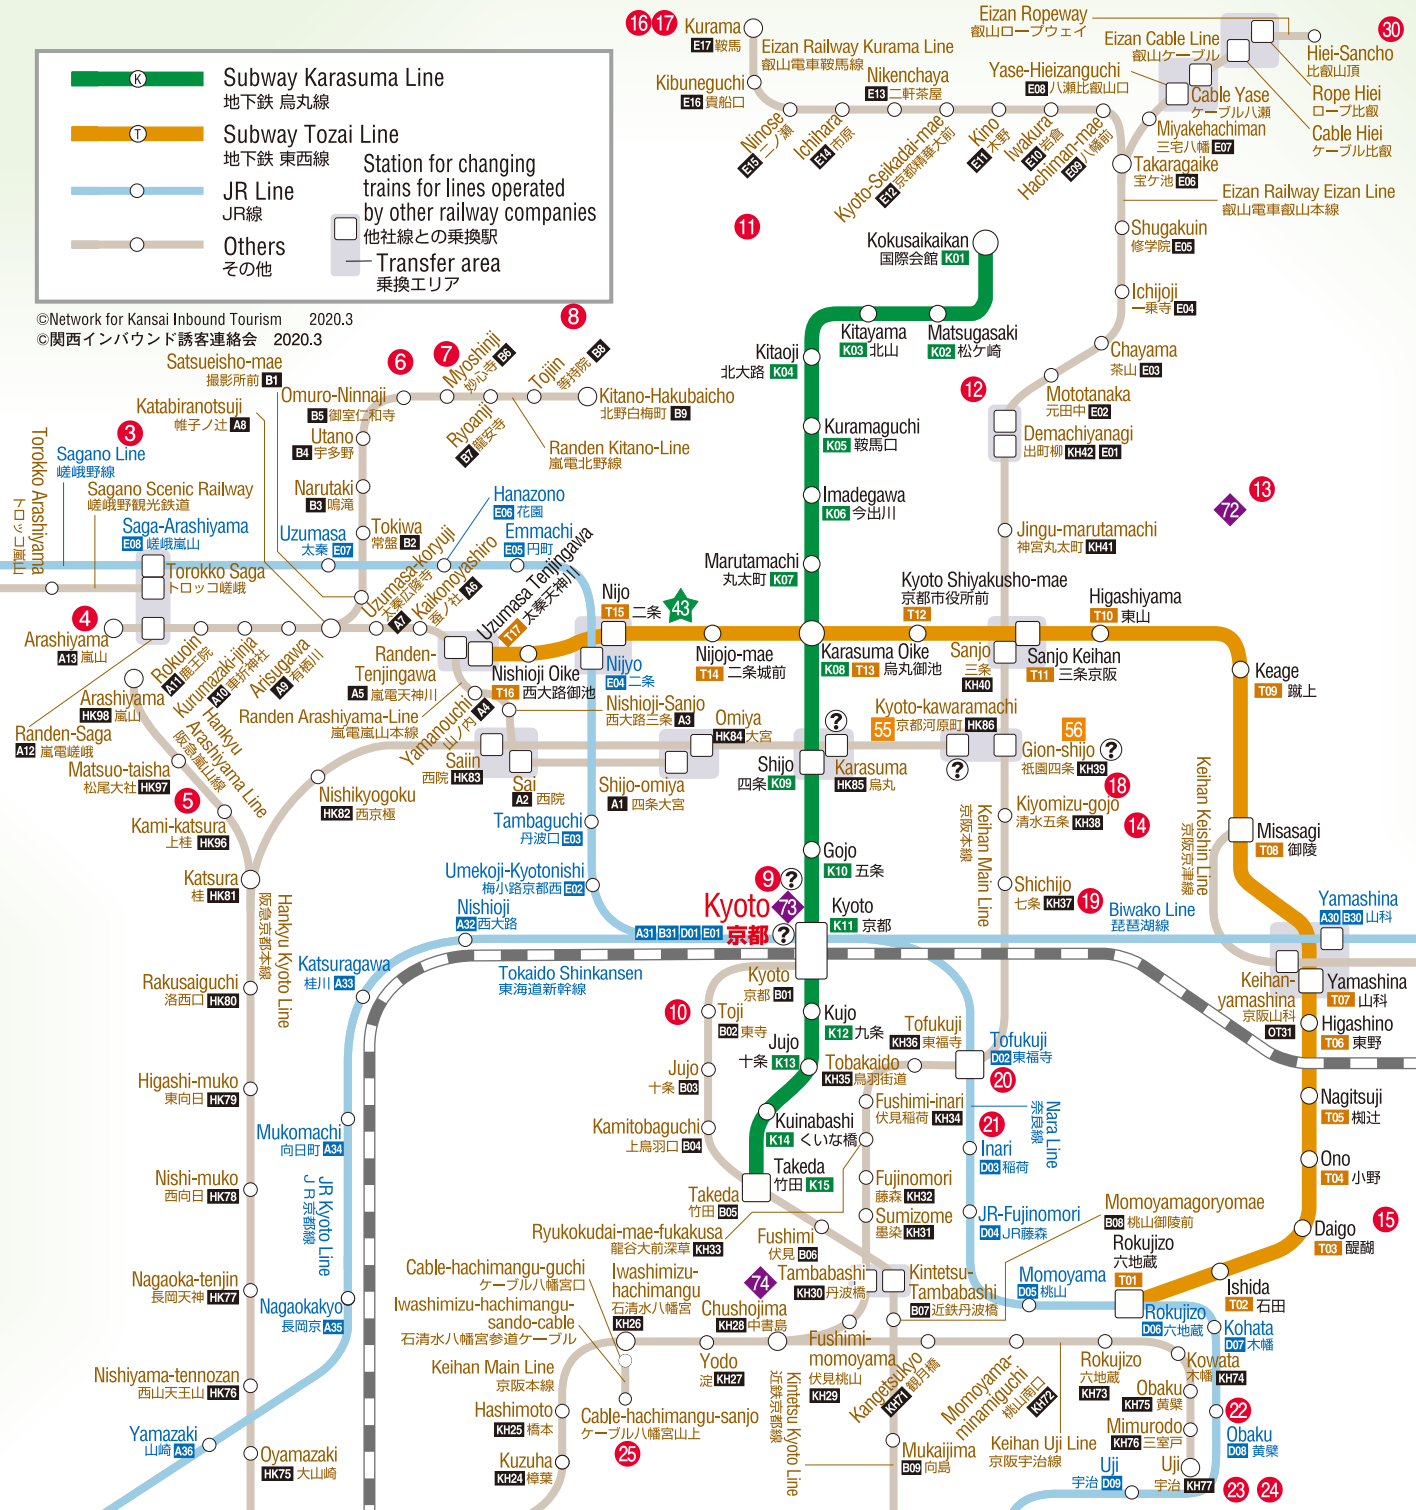 K
Subway Karasuma Line
地下鉄 烏丸線
T
Subway Tozai Line
地下鉄 東西線
JR Line
JR線
Others
その他
Station for changing
trains for lines operated
by other railway companies
他社線との乗換駅
Transfer area
乗換エリア
©Network for Kansai Inbound Tourism 2020.3
©関西インバウンド誘客連絡会 2020.3
16 17
Kurama
E17 鞍馬
Eizan Railway Kurama Line
叡山電車鞍馬線
Kibuneguchi
E16 貴船口
Nikenchaya
E13 二軒茶屋
Ninose
E15 二ノ瀬
Ichihara
E14 市原
Kyoto-Seikadai-mae
E12 京都精華大前
Kino
E11 木野
Iwakura
E10 岩倉
Hachiman-mae
E09 八幡前
Yase-Hieizanguchi
E08 八瀬比叡山口
Eizan Ropeway
叡山ロープウェイ
Eizan Cable Line
叡山ケーブル
30
Hiei-Sancho
比叡山頂
Rope Hiei
ロープ比叡
Cable Hiei
ケーブル比叡
Cable Yase
ケーブル八瀬
Miyakehachiman
三宅八幡 E07
Takaragaike
宝ケ池 E06
Eizan Railway Eizan Line
叡山電車叡山本線
Shugakuin
修学院 E05
Ichijoji
一乗寺 E04
Chayama
茶山 E03
Mototanaka
元田中 E02
Demachiyanagi
出町柳 KH42 E01
11
12
Kokusaikaikan
国際会館 K01
Matsugasaki
K02 松ケ崎
Kitayama
K03 北山
Kitaoji
北大路 K04
Kuramaguchi
K05 鞍馬口
Imadegawa
K06 今出川
Marutamachi
丸太町 K07
8
7
6
3
Satsueisho-mae
撮影所前 B1
Katabiranotsuji
帷子ノ辻 A8
Omuro-Ninnaji
B5 御室仁和寺
Myoshinji
妙心寺 B6
Tojiin
等持院 B8
Ryoanji
B7 龍安寺
Kitano-Hakubaicho
北野白梅町 B9
Randen Kitano-Line
嵐電北野線
Utano
B4 宇多野
Narutaki
B3 鳴滝
Tokiwa
常盤 B2
Torokko Arashiyama
トロッコ嵐山
Sagano Line
嵯峨野線
Sagano Scenic Railway
嵯峨野観光鉄道
Saga-Arashiyama
E08 嵯峨嵐山
Torokko Saga
トロッコ嵯峨
Uzumasa
太秦 E07
Hanazono
E06 花園
Emmachi
E05 円町
Uzumasa-koryuji
A7 太秦広隆寺
Kaikonoyashiro
蚕ノ社 A6
Uzumasa Tenjingawa
T17 太秦天神川
Nijo
T15 二条
43
72
13
Jingu-marutamachi
神宮丸太町 KH41
Kyoto Shiyakusho-mae
京都市役所前
T12
Higashiyama
T10 東山
4
Arashiyama
A13 嵐山
Rokuoin
A11 鹿王院
Kurumazaki-jinja
A10 車折神社
Arisugawa
A9 有栖川
Arashiyama
HK98 嵐山
Randen-Saga
A12 嵐電嵯峨
Hankyu
Arashiyama Line
阪急嵐山線
Randen-
Tenjingawa
A5 嵐電天神川
Randen Arashiyama-Line
嵐電嵐山本線
Yamanouchi
山ノ内 A4
Nishioji Oike
T16 西大路御池
Nijyo
E04 二条
Nijojo-mae
T14 二条城前
Karasuma Oike
K08 T13 烏丸御池
Sanjo
三条
KH40
Sanjo Keihan
T11 三条京阪
Keage
T09 蹴上
Nishioji-Sanjo
西大路三条 A3
Omiya
HK84 大宮
?
55
Kyoto-kawaramachi
京都河原町 HK86
?
56
Gion-shijo ?
祇園四条 KH39
18
Matsuo-taisha
松尾大社 HK97
5
Kami-katsura
上桂 HK96
Nishikyogoku
HK82 西京極
Saiin
西院 HK83
Sai
A2 西院
Shijo-omiya
A1 四条大宮
Shijo
四条 K09
Karasuma
HK85 烏丸
Kiyomizu-gojo
清水五条 KH38
14
Keihan Keishin Line
京阪京津線
Misasagi
T08 御陵
Katsura
桂 HK81
Tambaguchi
丹波口 E03
Umekoji-Kyotonishi
梅小路京都西 E02
Gojo
K10 五条
Keihan Main Line
京阪本線
Shichijo
七条 KH37
19
Nishioji
A32 西大路
9 ?
Kyoto 73
A31 B31 D01 E01 京都 ?
Kyoto
K11 京都
Biwako Line
琵琶湖線
Yamashina
A30 B30 山科
Hankyu Kyoto Line
阪急京都本線
Katsuragawa
桂川 A33
Tokaido Shinkansen
東海道新幹線
Kyoto
京都 B01
Keihan-
yamashina
京阪山科
OT31
Yamashina
T07 山科
Rakusaiguchi
洛西口 HK80
10
Toji
B02 東寺
Kujo
K12 九条
Tofukuji
KH36 東福寺
Tofukuji
D02 東福寺
20
Higashino
T06 東野
Higashi-muko
東向日 HK79
Jujo
十条 B03
Jujo
十条 K13
Tobakaido
KH35 鳥羽街道
Fushimi-inari
伏見稲荷 KH34
21
Inari
D03 稲荷
Nara Line
奈良線
Nagitsuji
T05 椥辻
Mukomachi
向日町 A34
Kamitobaguchi
上鳥羽口 B04
Kuinabashi
K14 くいな橋
Takeda
竹田 K15
Takeda
竹田 B05
Fujinomori
藤森 KH32
Sumizome
墨染 KH31
JR-Fujinomori
D04 JR藤森
Ono
T04 小野
Nishi-muko
西向日 HK78
JR Kyoto Line
JR京都線
Ryukokudai-mae-fukakusa
龍谷大前深草 KH33
Fushimi
伏見 B06
Momoyamagoryomae
B08 桃山御陵前
Rokujizo
六地蔵
T01
15
Daigo
T03 醍醐
Ishida
T02 石田
Nagaoka-tenjin
長岡天神 HK77
Nagaokakyo
長岡京 A35
Cable-hachimangu-guchi
ケーブル八幡宮口
Iwashimizu-hachimangu-
sando-cable
石清水八幡宮参道ケーブル
Iwashimizu-
hachimangu
石清水八幡宮
KH26
74
Chushojima
KH28 中書島
Tambabashi
KH30 丹波橋
Kintetsu-
Tambabashi
B07 近鉄丹波橋
Momoyama
D05 桃山
Rokujizo
D06 六地蔵
Kohata
D07 木幡
Nishiyama-tennozan
西山天王山 HK76
Keihan Main Line
京阪本線
Yodo
淀 KH27
Fushimi-
momoyama
伏見桃山
KH29
Kangetsukyo
KH71 観月橋
Momoyama-
minamiguchi
桃山南口 KH72
Rokujizo
六地蔵
KH73
Kowata
木幡 KH74
Obaku
KH75 黄檗
Mimurodo
KH76 三室戸
22
Obaku
D08 黄檗
Yamazaki
山崎 A36
Hashimoto
KH25 橋本
Kuzuha
KH24 樟葉
Cable-hachimangu-sanjo
ケーブル八幡宮山上
25
Kintetsu Kyoto Line
近鉄京都線
Mukaijima
B09 向島
Keihan Uji Line
京阪宇治線
Uji
宇治 D09
Uji
宇治 KH77
23 24
Oyamazaki
HK75 大山崎